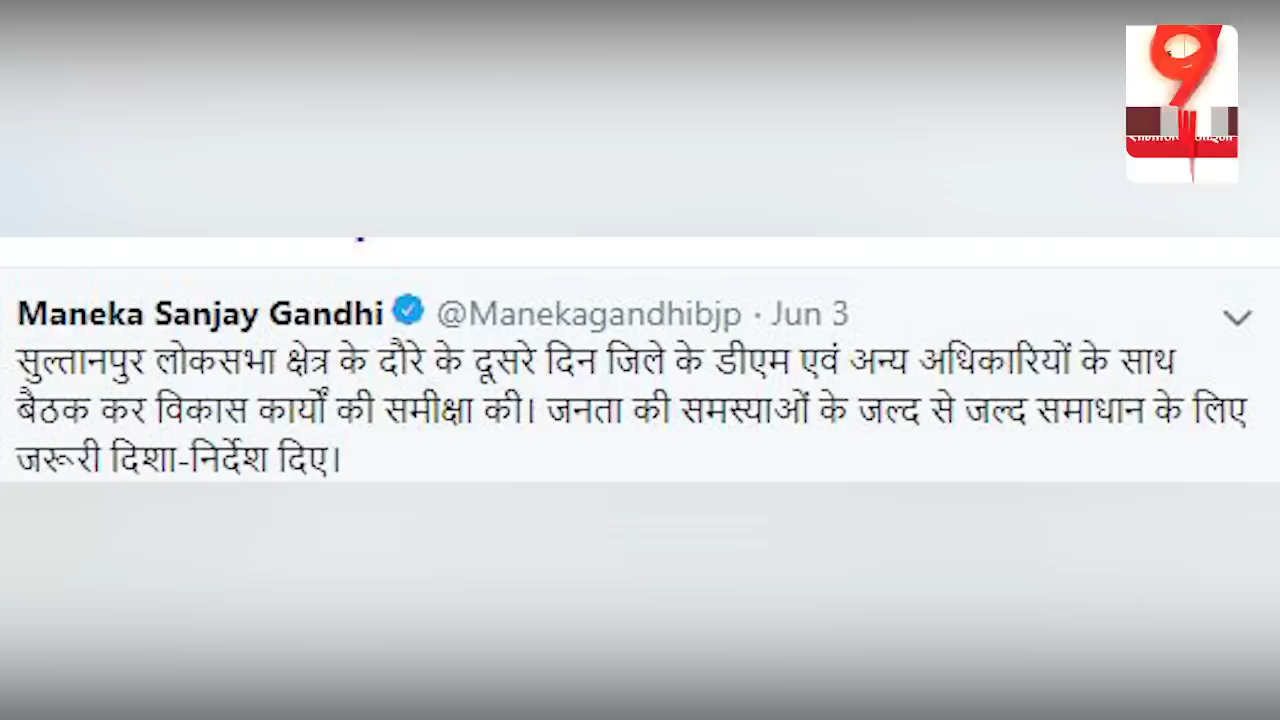 9
Maneka Sanjay Gandhi @Manekagandhibjp · Jun 3
सुल्तानपुर लोकसभा क्षेत्र के दौरे के दूसरे दिन जिले के डीएम एवं अन्य अधिकारियों के साथ
बैठक कर विकास कार्यों की समीक्षा की। जनता की समस्याओं के जल्द से जल्द समाधान के लिए
जरूरी दिशा-निर्देश दिए।